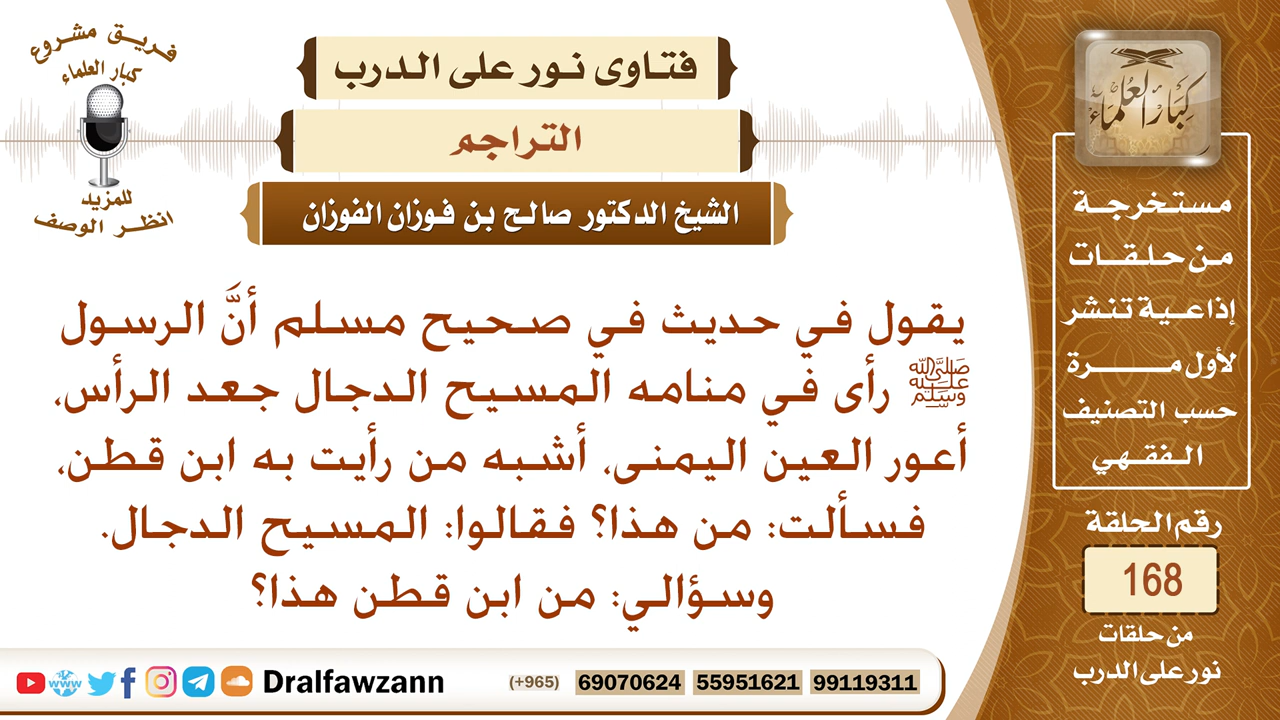 فريق مشروع
كبار العلماء
للمزيد
انظر الوصف
فتاوى نور على الدرب
التراجم
الشيخ الدكتور صالح بن فوزان الفوزان
يقول في حديث في صحيح مسلم أنَّ الرسول
ﷺ رأى في منامه المسيح الدجال جعد الرأس،
أعور العين اليمنى، أشبه من رأيت به ابن قطن،
فسألت: من هذا؟ فقالوا: المسيح الدجال.
وسؤالي: من ابن قطن هذا؟
كبار العلماء
مستخرجة
من حلقات
إذاعية تنشر
لأول مرة
حسب التصنيف
الفقهي
رقم الحلقة
168
من حلقات
نور على الدرب
www
Dralfawzann
(+965) 69070624 55951621 99119311